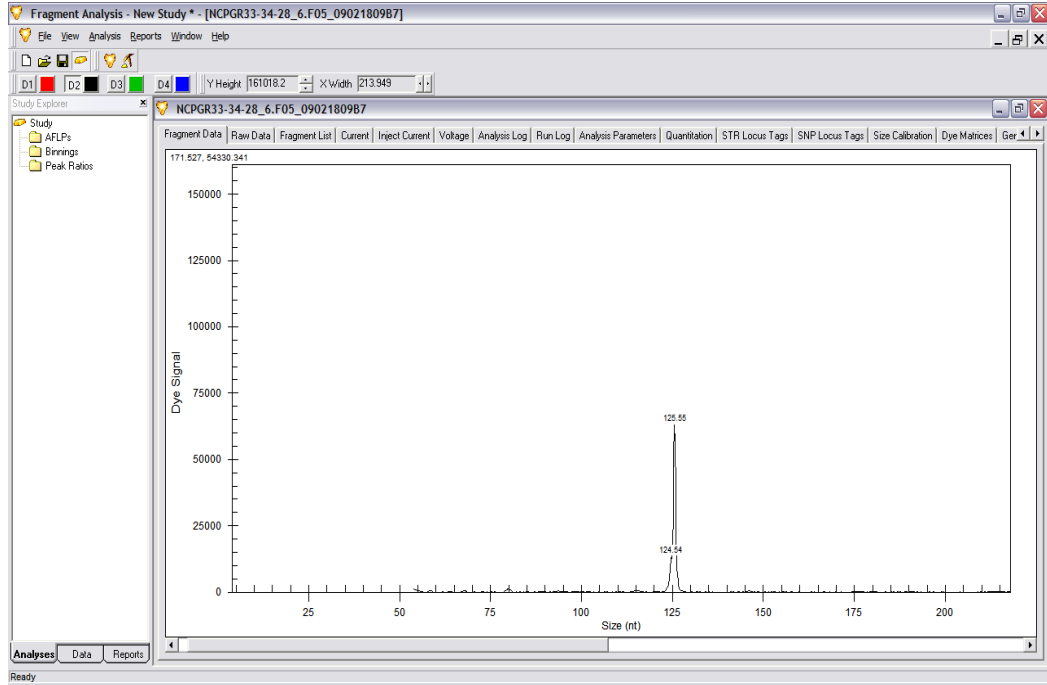 Fragment Analysis - New Study * - [NCPGR33-34-28_6.F05_09021809B7]
File View Analysis Reports Window Help
D1 D2 D3 D4 Y Height 161018.2 X Width 213.949
Study Explorer
Study
AFLPs
Binnings
Peak Ratios
NCPGR33-34-28_6.F05_09021809B7
Fragment Data Raw Data Fragment List Current Inject Current Voltage Analysis Log Run Log Analysis Parameters Quantitation STR Locus Tags SNP Locus Tags Size Calibration Dye Matrices Ger
171.527, 54330.341
150000
125000
100000
75000
50000
25000
0
Dye Signal
125.55
124.54
25 50 75 100 125 150 175 200
Size (nt)
Analyses Data Reports
Ready